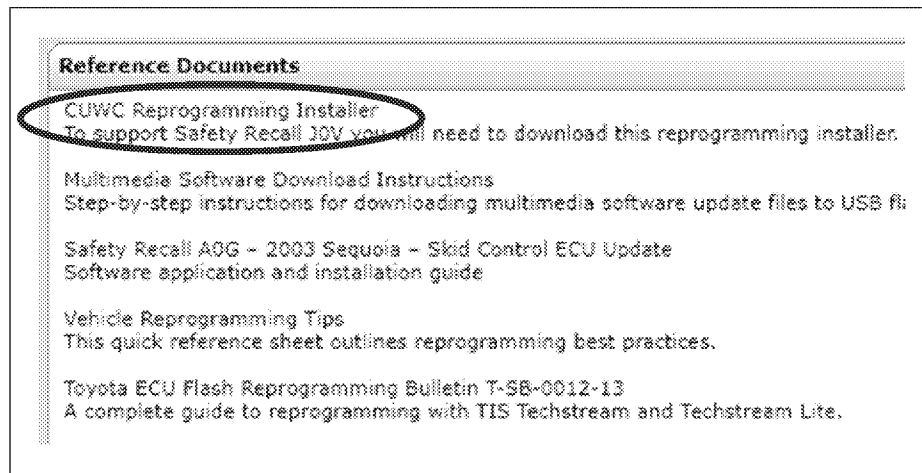 Reference Documents
CUWC Reprogramming Installer
To support Safety Recall J0V you will need to download this reprogramming installer.
Multimedia Software Download Instructions
Step-by-step instructions for downloading multimedia software update files to USB fla
Safety Recall A0G – 2003 Sequoia – Skid Control ECU Update
Software application and installation guide
Vehicle Reprogramming Tips
This quick reference sheet outlines reprogramming best practices.
Toyota ECU Flash Reprogramming Bulletin T-SB-0012-13
A complete guide to reprogramming with TIS Techstream and Techstream Lite.